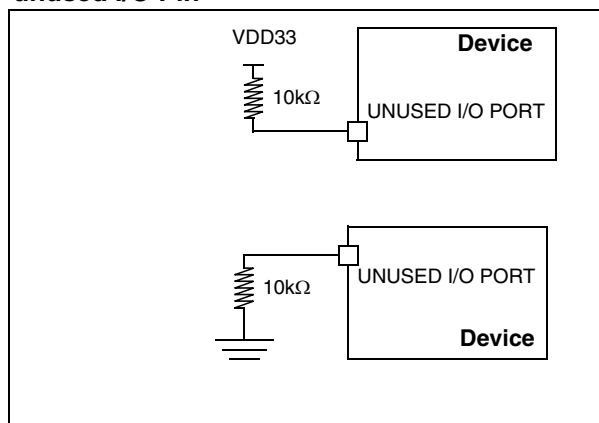 unused I/O Pin
VDD33
Device
10kΩ
UNUSED I/O PORT
UNUSED I/O PORT
10kΩ
Device